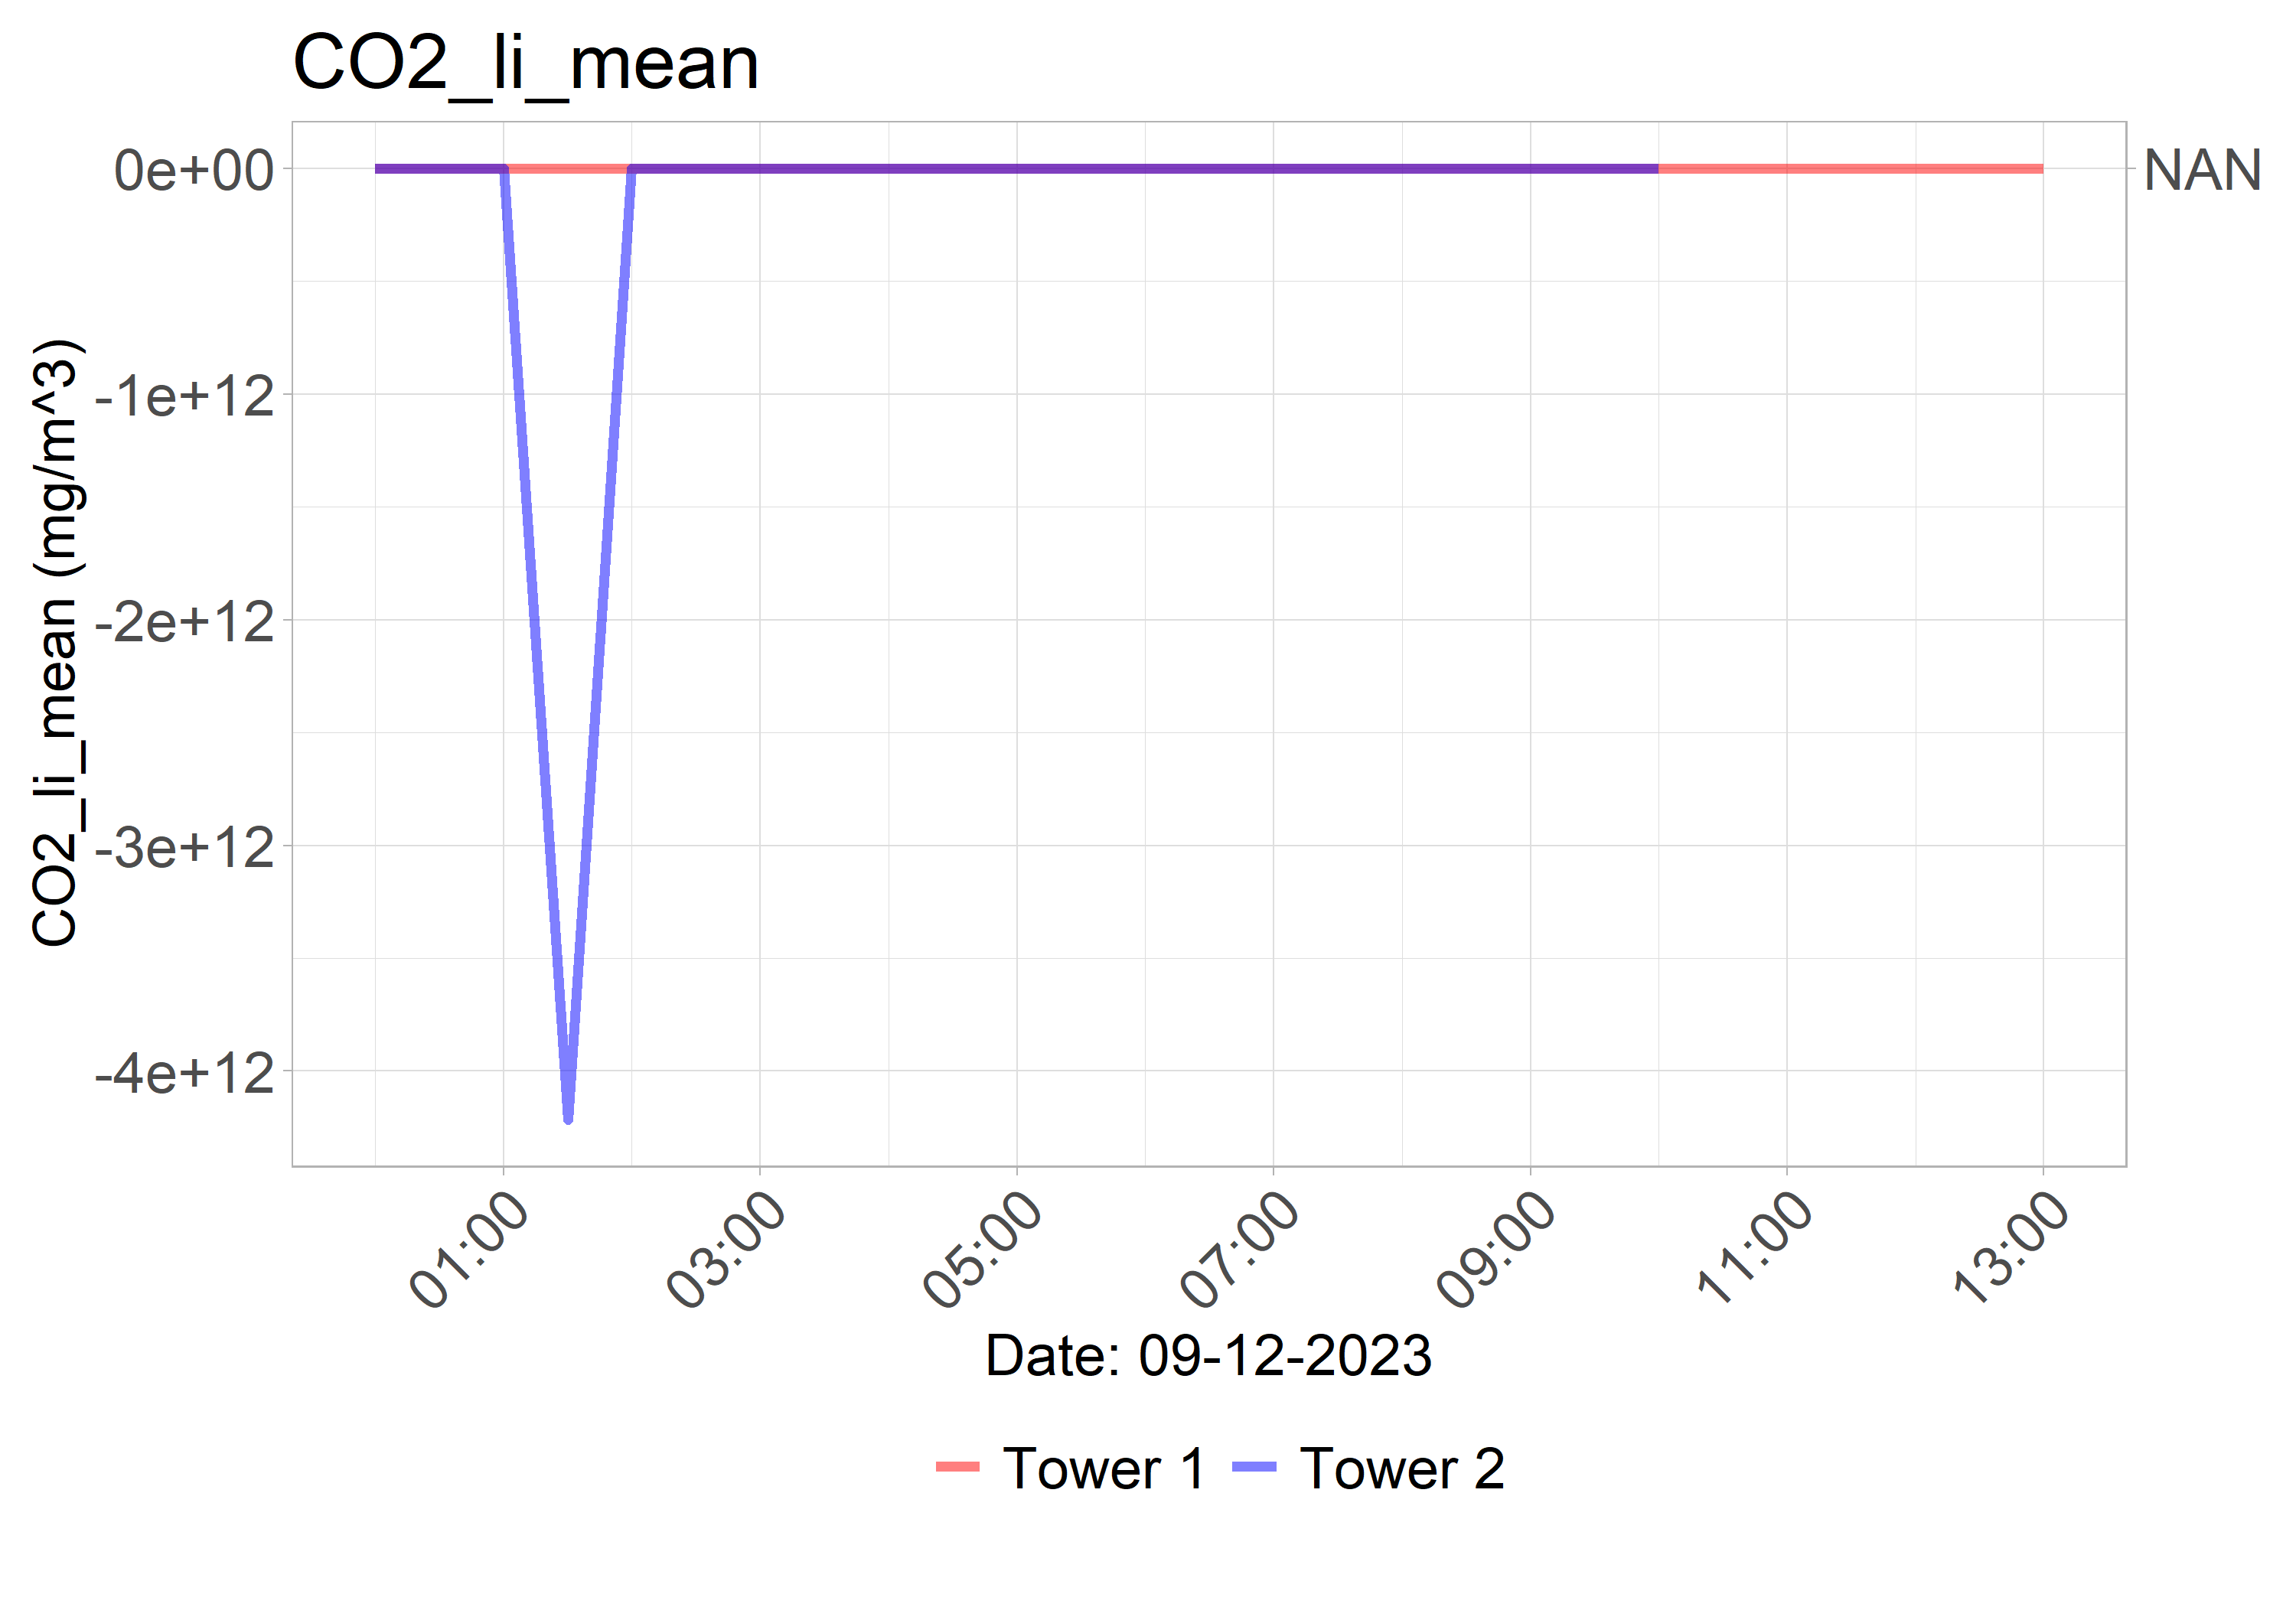 CO2_li_mean
CO2_li_mean (mg/m^3)
0e+00
-1e+12
-2e+12
-3e+12
-4e+12
NAN
01:00
03:00
05:00
07:00
09:00
11:00
13:00
Date: 09-12-2023
Tower 1 Tower 2